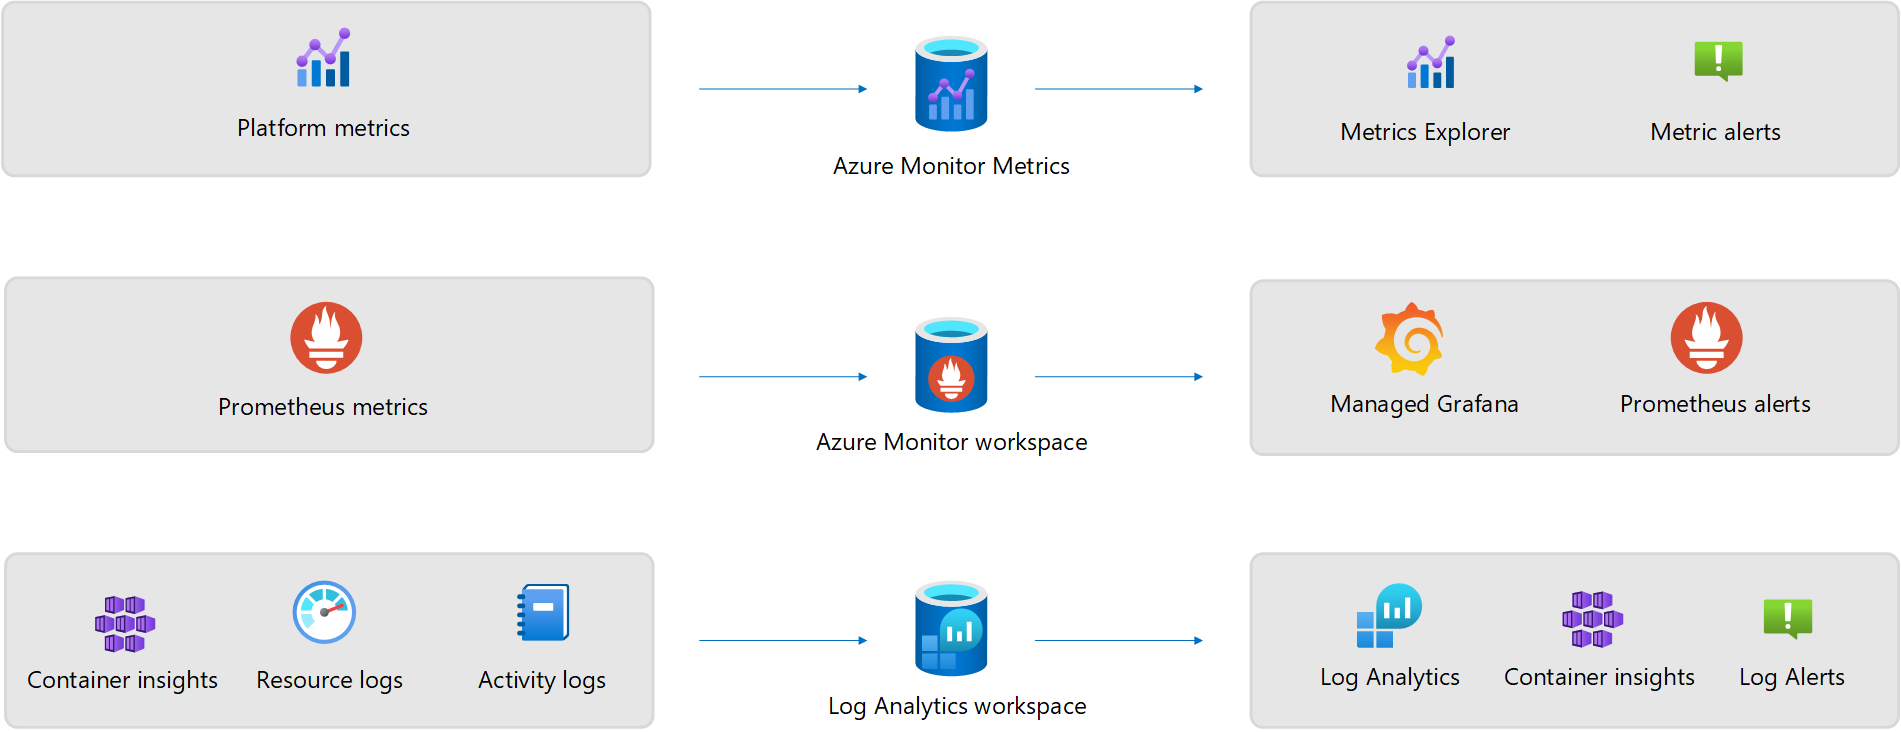 Platform metrics
Azure Monitor Metrics
Metrics Explorer
Metric alerts
Prometheus metrics
Azure Monitor workspace
Managed Grafana
Prometheus alerts
Container insights
Resource logs
Activity logs
Log Analytics workspace
Log Analytics
Container insights
Log Alerts